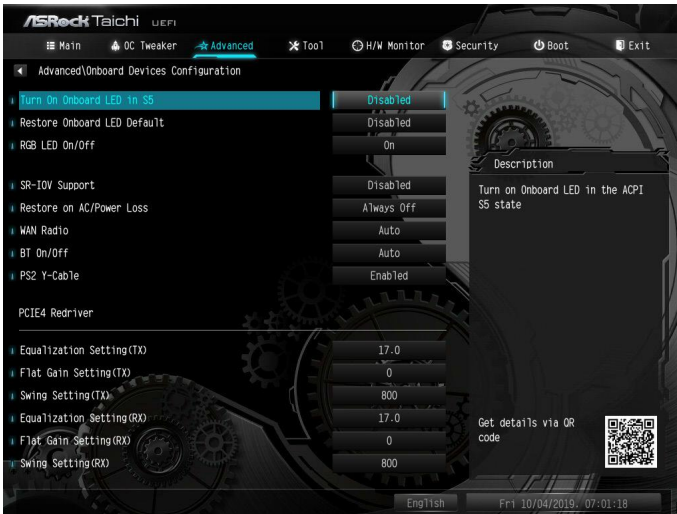 ASRock Taichi UEFI
Main OC Tweaker Advanced Tool H/W Monitor Security Boot Exit
Advanced\Onboard Devices Configuration
Turn On Onboard LED in S5 Disabled
Restore Onboard LED Default Disabled
RGB LED On/Off On
Description
SR-IOV Support Disabled
Turn on Onboard LED in the ACPI
S5 state
Restore on AC/Power Loss Always Off
WAN Radio Auto
BT On/Off Auto
PS2 Y-Cable Enabled
PCIE4 Redriver
Equalization Setting(TX) 17.0
Flat Gain Setting(TX) 0
Swing Setting(TX) 800
Equalization Setting(RX) 17.0
Flat Gain Setting(RX) 0
Swing Setting(RX) 800
Get details via QR
code
English Fri 10/04/2019. 07:01:18